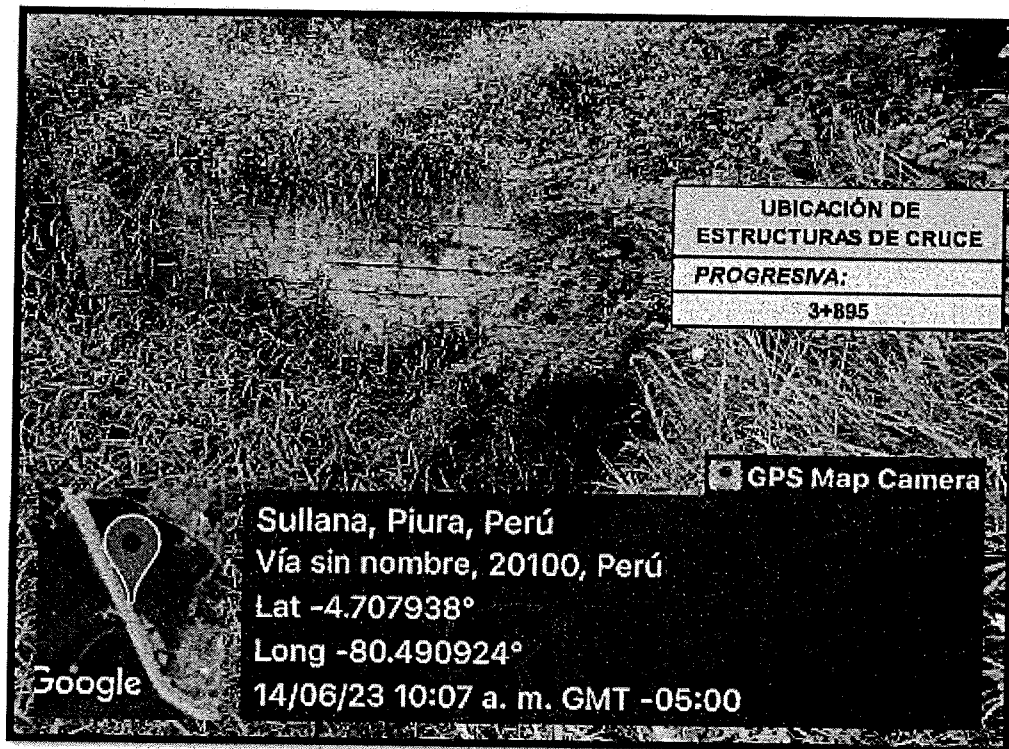 UBICACIÓN DE
ESTRUCTURAS DE CRUCE
PROGRESIVA:
3+895
GPS Map Camera
Sullana, Piura, Perú
Vía sin nombre, 20100, Perú
Lat -4.707938°
Long -80.490924°
14/06/23 10:07 a. m. GMT -05:00
Google